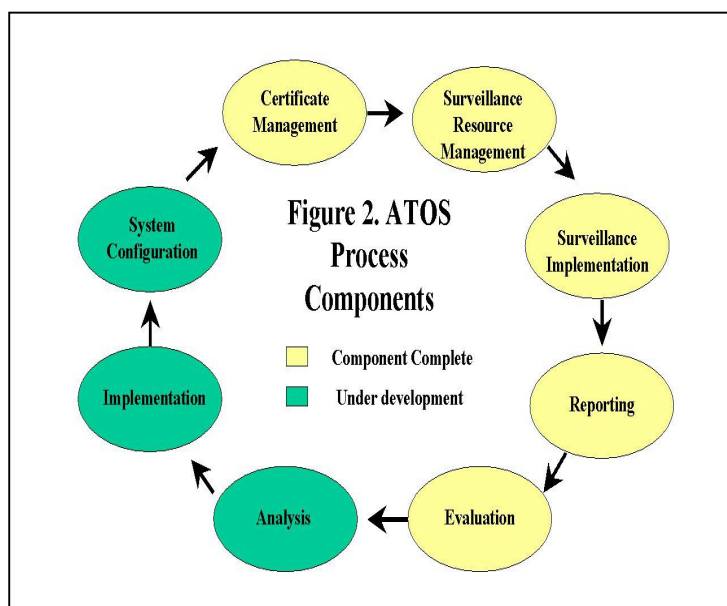 Certificate
Management
Surveillance
Resource
Management
Surveillance
Implementation
Reporting
Evaluation
Analysis
Implementation
System
Configuration
Figure 2. ATOS
Process
Components
Component Complete
Under development